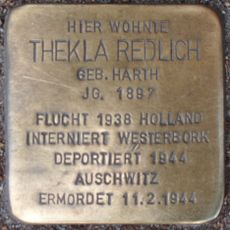 HIER WOHNTE
THEKLA REDLICH
GEB. HARTH
JG. 1897
FLUCHT 1938 HOLLAND
INTERNIERT WESTERBORK
DEPORTIERT 1944
AUSCHWITZ
ERMORDET 11.2.1944